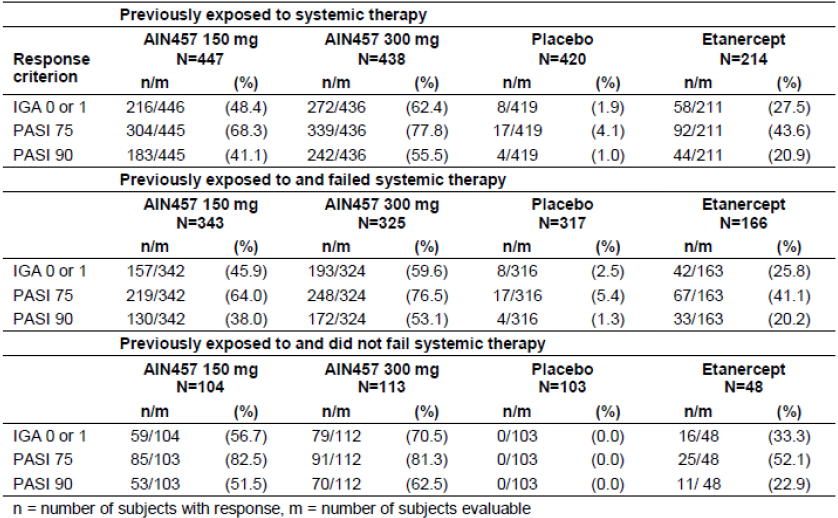 Previously exposed to systemic therapy
AIN457 150 mg AIN457 300 mg Placebo Etanercept
Response N=447 N=438 N=420 N=214
criterion n/m (%) n/m (%) n/m (%) n/m (%)
IGA 0 or 1 216/446 (48.4) 272/436 (62.4) 8/419 (1.9) 58/211 (27.5)
PASI 75 304/445 (68.3) 339/436 (77.8) 17/419 (4.1) 92/211 (43.6)
PASI 90 183/445 (41.1) 242/436 (55.5) 4/419 (1.0) 44/211 (20.9)
Previously exposed to and failed systemic therapy
AIN457 150 mg AIN457 300 mg Placebo Etanercept
N=343 N=325 N=317 N=166
n/m (%) n/m (%) n/m (%) n/m (%)
IGA 0 or 1 157/342 (45.9) 193/324 (59.6) 8/316 (2.5) 42/163 (25.8)
PASI 75 219/342 (64.0) 248/324 (76.5) 17/316 (5.4) 67/163 (41.1)
PASI 90 130/342 (38.0) 172/324 (53.1) 4/316 (1.3) 33/163 (20.2)
Previously exposed to and did not fail systemic therapy
AIN457 150 mg AIN457 300 mg Placebo Etanercept
N=104 N=113 N=103 N=48
n/m (%) n/m (%) n/m (%) n/m (%)
IGA 0 or 1 59/104 (56.7) 79/112 (70.5) 0/103 (0.0) 16/48 (33.3)
PASI 75 85/103 (82.5) 91/112 (81.3) 0/103 (0.0) 25/48 (52.1)
PASI 90 53/103 (51.5) 70/112 (62.5) 0/103 (0.0) 11/ 48 (22.9)
n = number of subjects with response, m = number of subjects evaluable